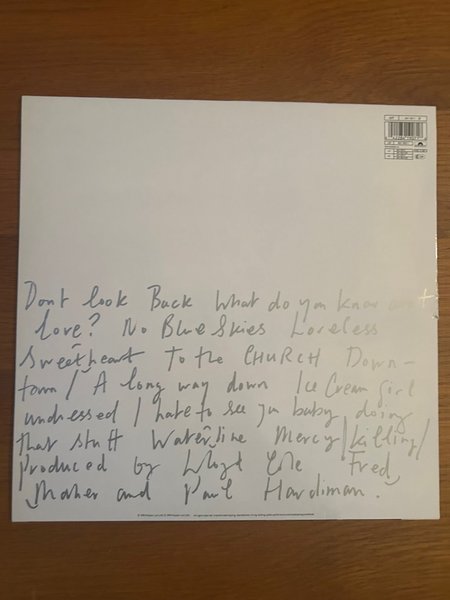 Dont look Back What do you know about
love? No Blue Skies Loveless
Sweetheart To the CHURCH Down-
town / A long way down Ice Cream girl
undressed I hate to see you baby doing
that stuff Waterline Mercy / Killing /
produced by Lloyd Cole Fred
Maher and Paul Hardiman.